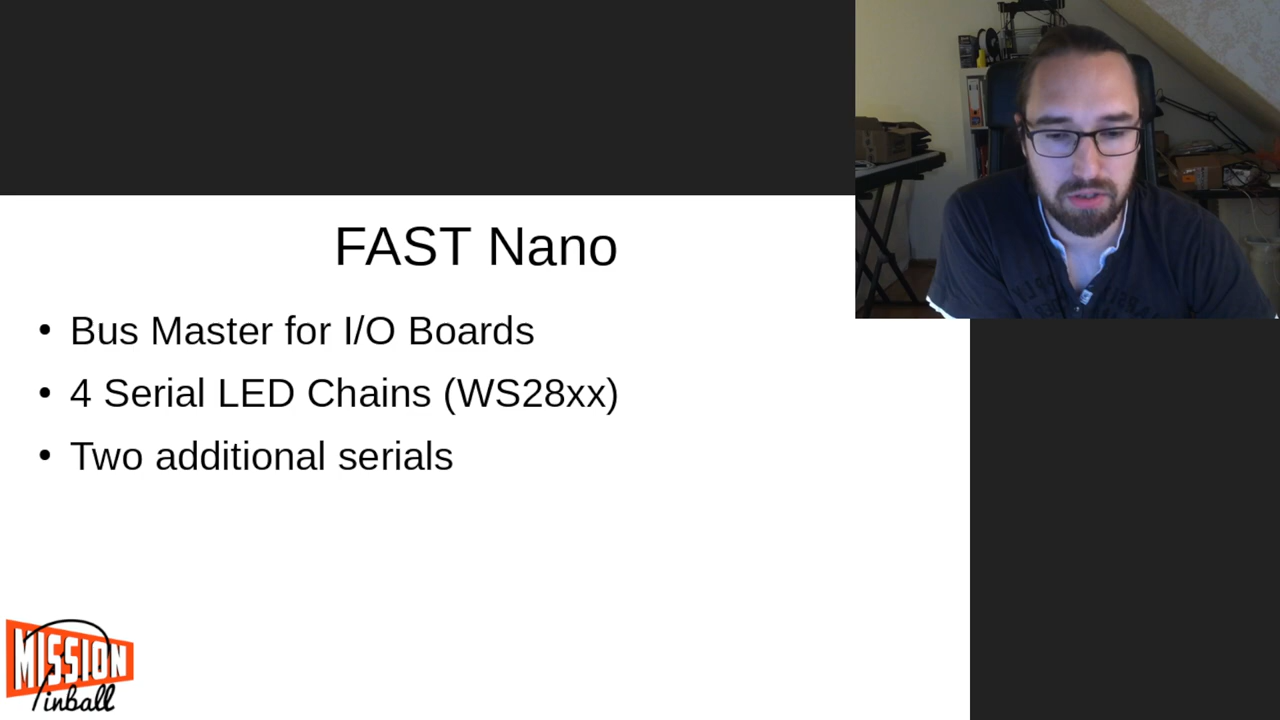 FAST Nano
• Bus Master for I/O Boards
• 4 Serial LED Chains (WS28xx)
• Two additional serials
MISSION
Pinball